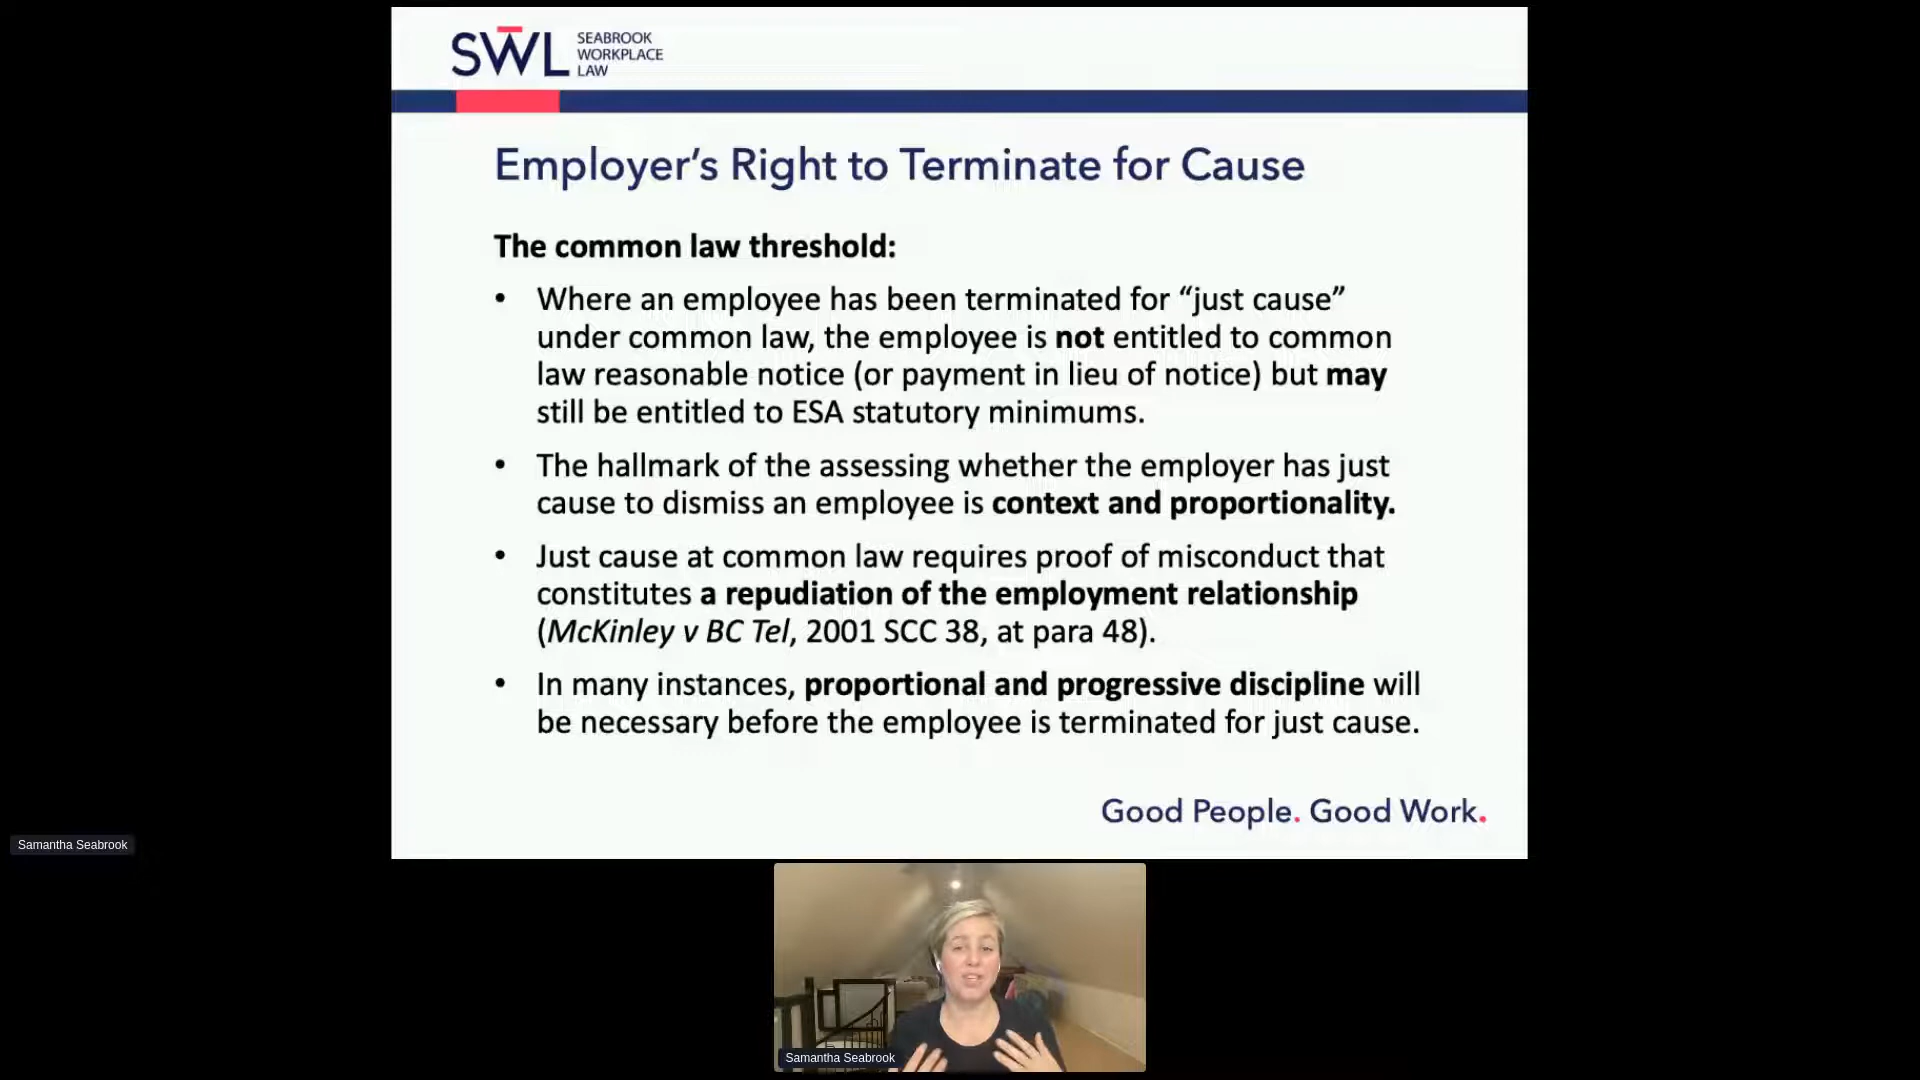 SWL SEABROOK
WORKPLACE
LAW
Employer’s Right to Terminate for Cause
The common law threshold:
• Where an employee has been terminated for “just cause”
under common law, the employee is not entitled to common
law reasonable notice (or payment in lieu of notice) but may
still be entitled to ESA statutory minimums.
• The hallmark of the assessing whether the employer has just
cause to dismiss an employee is context and proportionality.
• Just cause at common law requires proof of misconduct that
constitutes a repudiation of the employment relationship
(McKinley v BC Tel, 2001 SCC 38, at para 48).
• In many instances, proportional and progressive discipline will
be necessary before the employee is terminated for just cause.
Good People. Good Work.
Samantha Seabrook
Samantha Seabrook